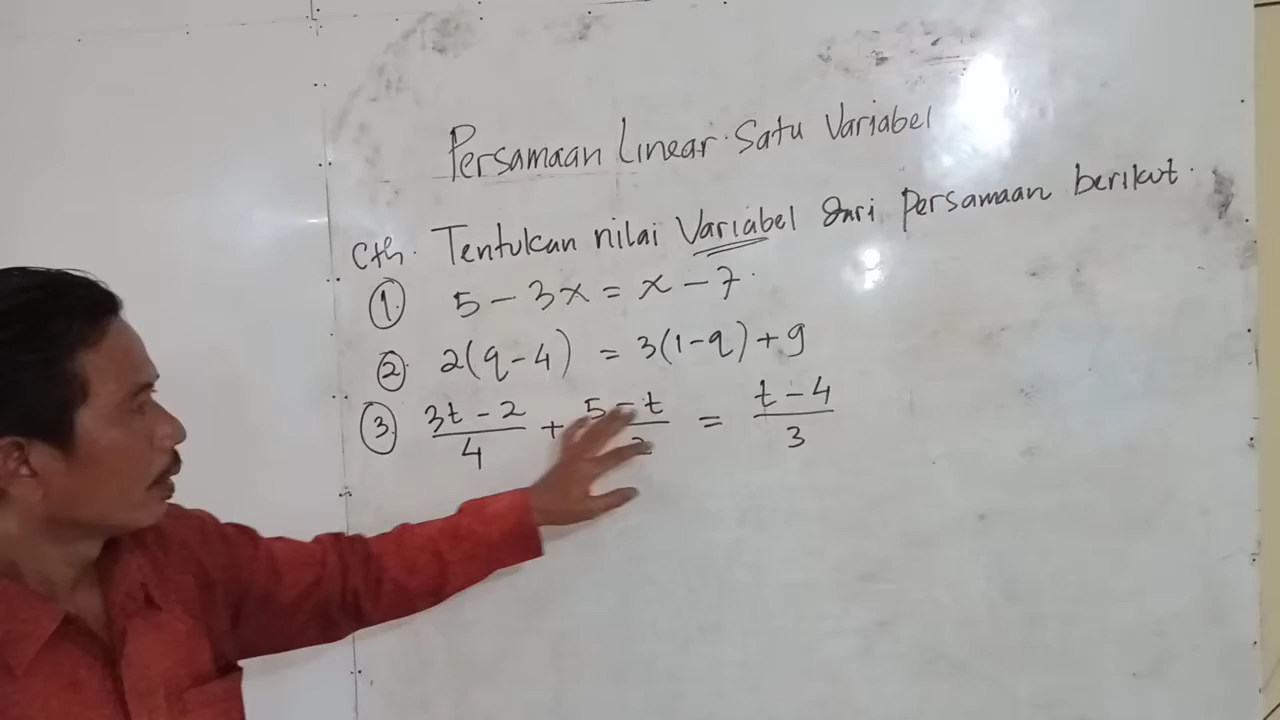 Persamaan Linear Satu Variabel
Cth. Tentukan nilai Variabel dari persamaan berikut.
① 5 - 3x = x - 7.
②. 2(q - 4) = 3(1 - q) + 9
③ (3t - 2)/4 + (5 - t)/ = (t - 4)/3